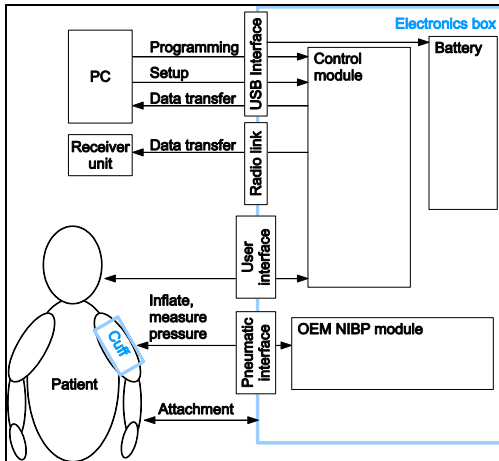 Electronics box
Programming
Setup
Data transfer
PC
USB Interface
Control
module
Battery
Receiver
unit
Data transfer
Radio link
User
interface
Inflate,
measure
pressure
Cuff
Pneumatic
interface
OEM NIBP module
Patient
Attachment